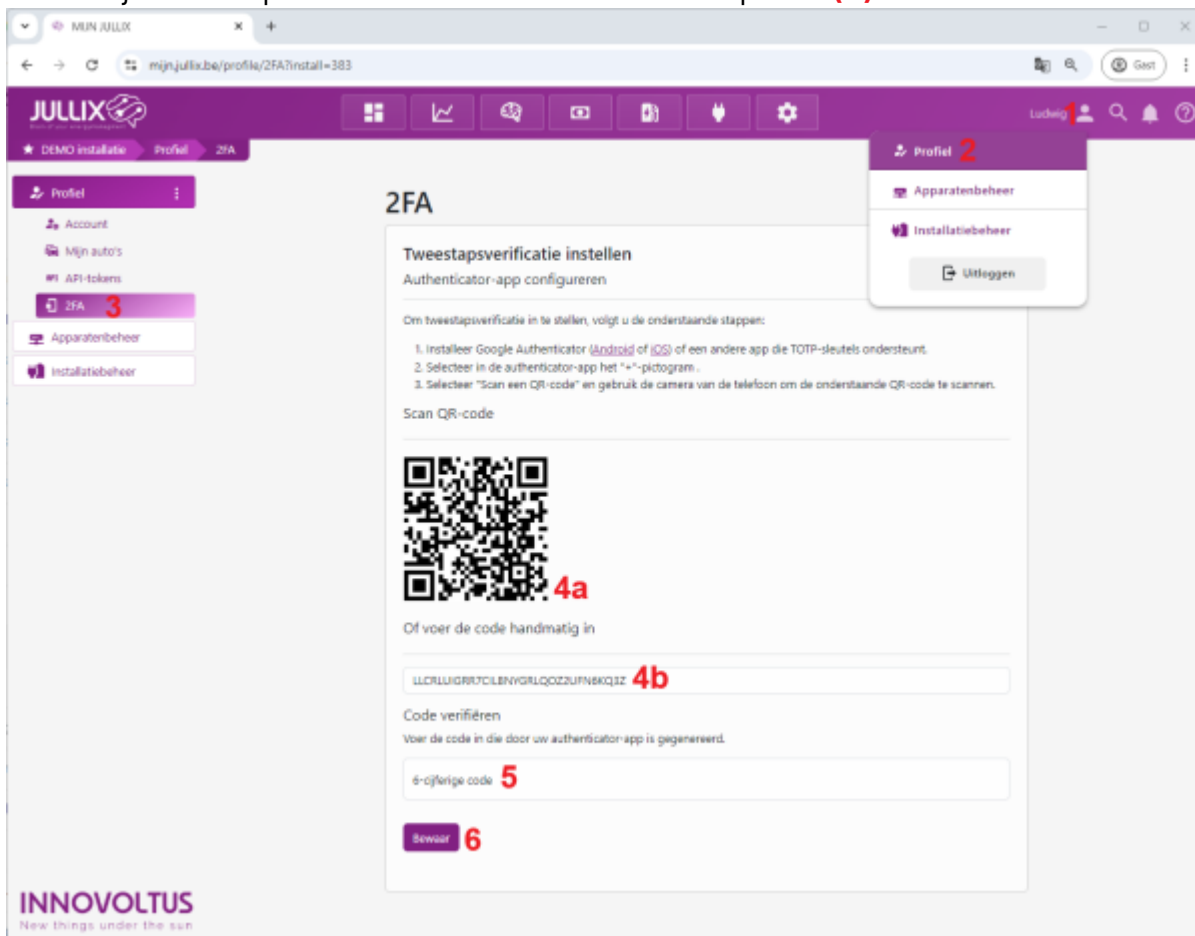 MIJN JULLIX
mijn.jullix.be/profile/2FA?install=383
Gast
JULLIX
Ludwig 1
DEMO installatie Profiel 2FA
Profiel 2
Apparatenbeheer
Installatiebeheer
Uitloggen
Profiel
Account
Mijn auto's
API-tokens
2FA 3
Apparatenbeheer
Installatiebeheer
2FA
Tweestapsverificatie instellen
Authenticator-app configureren
Om tweestapsverificatie in te stellen, volgt u de onderstaande stappen:
1. Installeer Google Authenticator (Android of iOS) of een andere app die TOTP-sleutels ondersteunt.
2. Selecteer in de authenticator-app het "+"-pictogram .
3. Selecteer "Scan een QR-code" en gebruik de camera van de telefoon om de onderstaande QR-code te scannen.
Scan QR-code
4a
Of voer de code handmatig in
4b
Code verifiëren
Voer de code in die door uw authenticator-app is gegenereerd.
6-cijferige code 5
Bewaar 6
INNOVOLTUS
New things under the sun